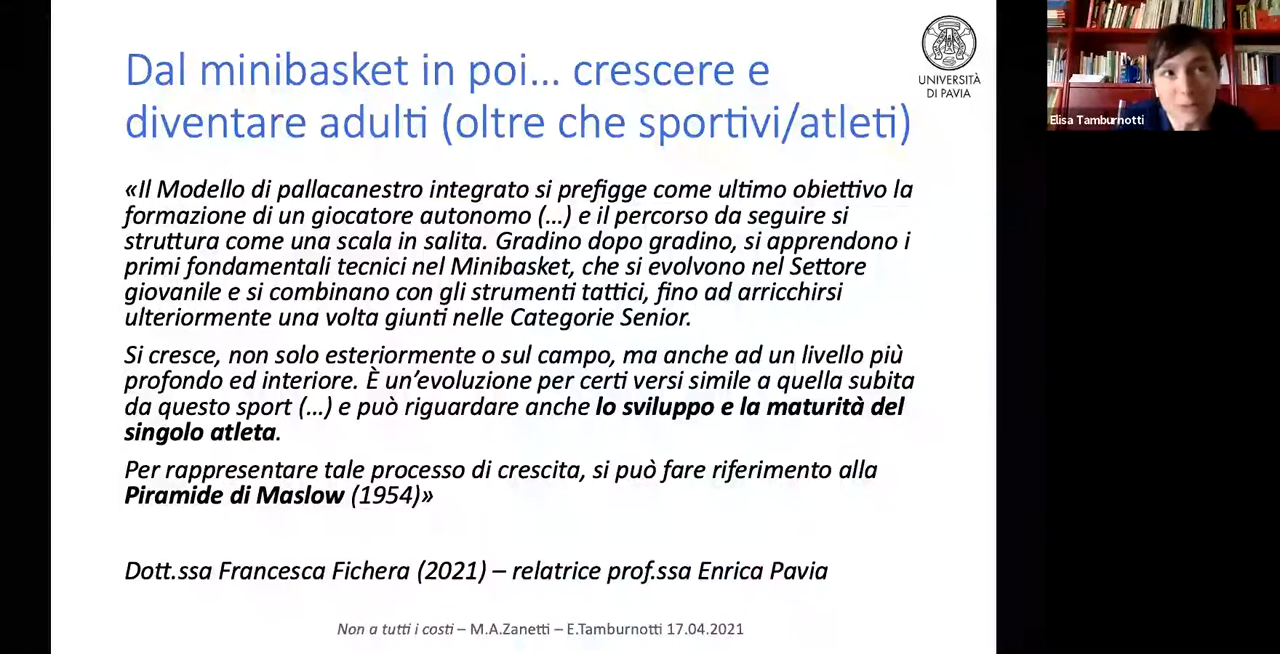 Dal minibasket in poi... crescere e
diventare adulti (oltre che sportivi/atleti)
UNIVERSITÀ
DI PAVIA
Elisa Tamburnotti
«Il Modello di pallacanestro integrato si prefigge come ultimo obiettivo la
formazione di un giocatore autonomo (...) e il percorso da seguire si
struttura come una scala in salita. Gradino dopo gradino, si apprendono i
primi fondamentali tecnici nel Minibasket, che si evolvono nel Settore
giovanile e si combinano con gli strumenti tattici, fino ad arricchirsi
ulteriormente una volta giunti nelle Categorie Senior.
Si cresce, non solo esteriormente o sul campo, ma anche ad un livello più
profondo ed interiore. È un'evoluzione per certi versi simile a quella subita
da questo sport (...) e può riguardare anche lo sviluppo e la maturità del
singolo atleta.
Per rappresentare tale processo di crescita, si può fare riferimento alla
Piramide di Maslow (1954)»
Dott.ssa Francesca Fichera (2021) – relatrice prof.ssa Enrica Pavia
Non a tutti i costi – M.A.Zanetti – E.Tamburnotti 17.04.2021